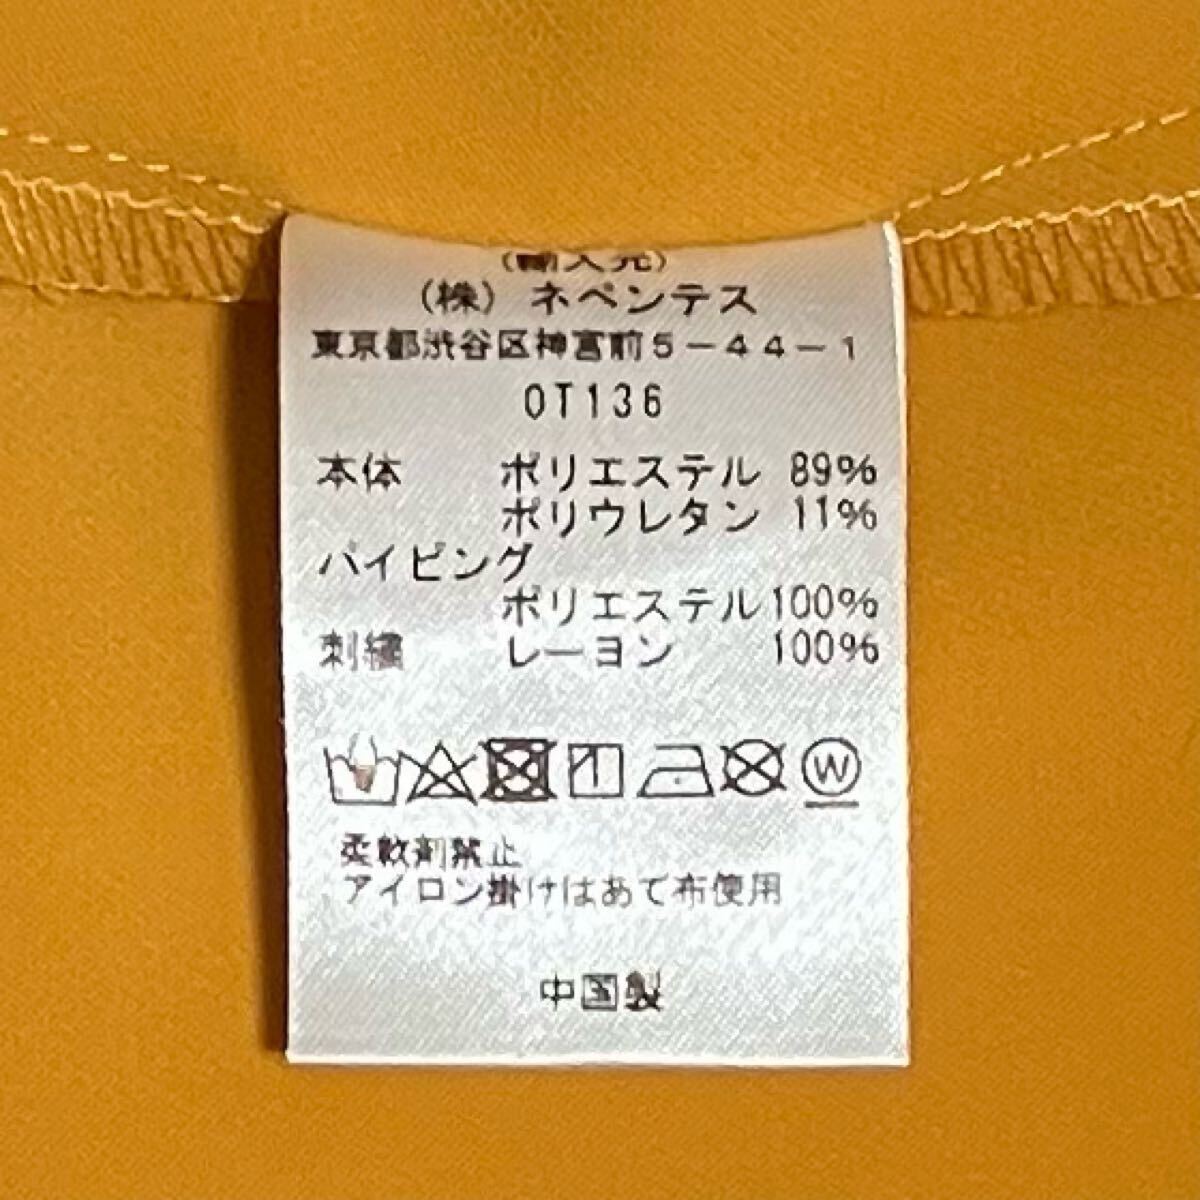 (輸入元)
(株) ネペンテス
東京都渋谷区神宮前5-44-1
OT136
本体 ポリエステル 89%
ポリウレタン 11%
パイピング
ポリエステル 100%
刺繍 レーヨン 100%
W
柔軟剤禁止
アイロン掛けはあて布使用
中国製